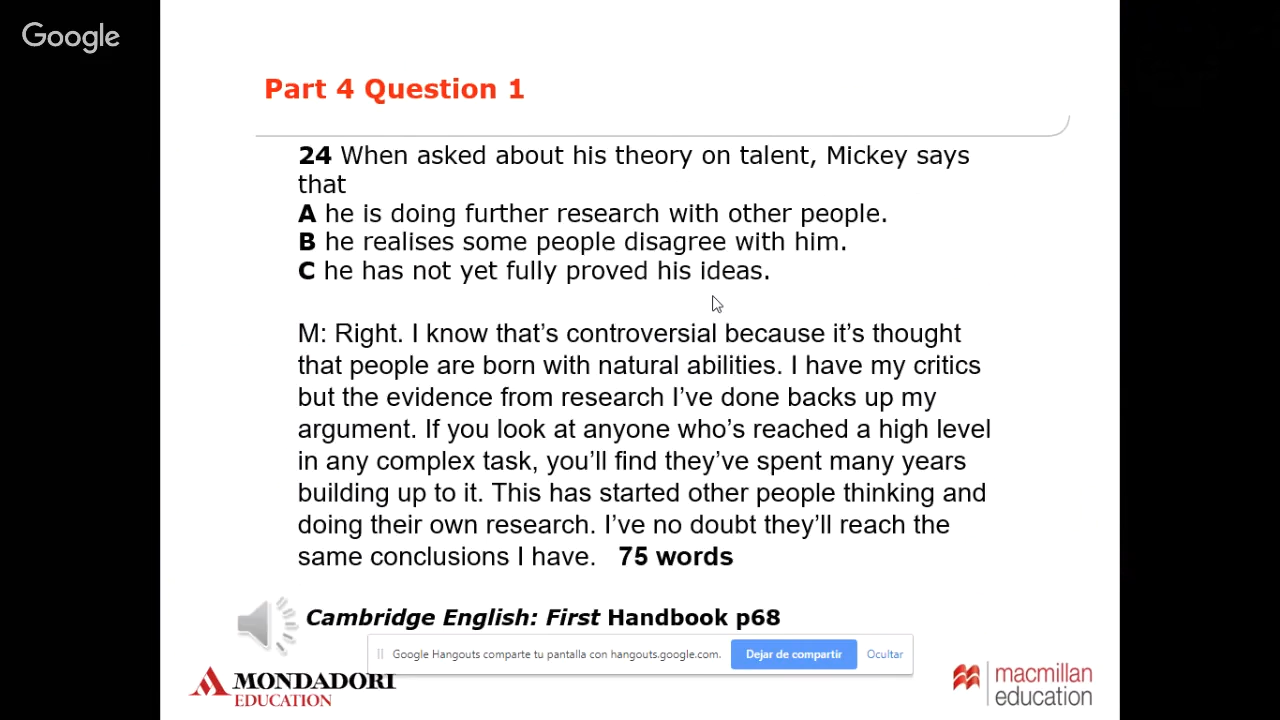 Google
Part 4 Question 1
24 When asked about his theory on talent, Mickey says
that
A he is doing further research with other people.
B he realises some people disagree with him.
C he has not yet fully proved his ideas.
M: Right. I know that's controversial because it's thought
that people are born with natural abilities. I have my critics
but the evidence from research I've done backs up my
argument. If you look at anyone who's reached a high level
in any complex task, you'll find they've spent many years
building up to it. This has started other people thinking and
doing their own research. I've no doubt they'll reach the
same conclusions I have. 75 words
Cambridge English: First Handbook p68
Google Hangouts comparte tu pantalla con hangouts.google.com. Dejar de compartir Ocultar
MONDADORI
EDUCATION
macmillan
education